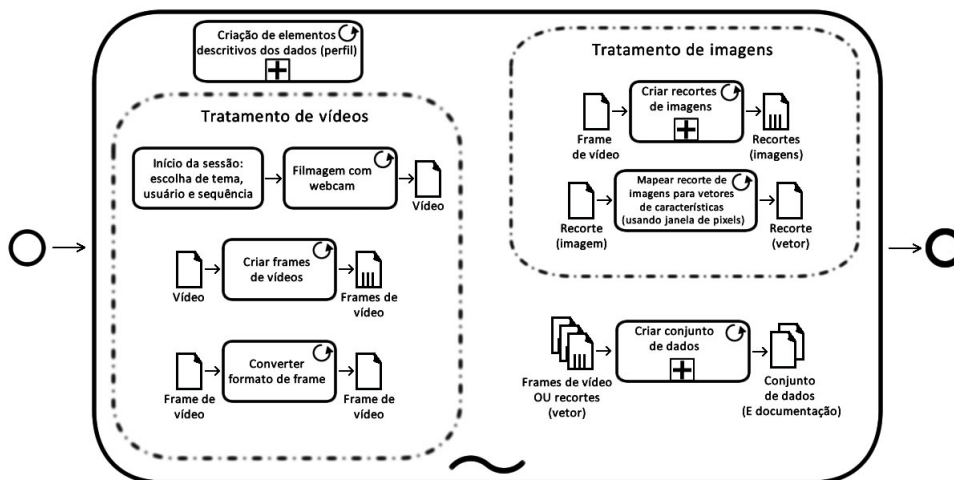 Criação de elementos
descritivos dos dados (perfil)
Tratamento de vídeos
Início da sessão:
escolha de tema,
usuário e sequência
Filmagem com
webcam
Vídeo
Vídeo
Criar frames
de vídeos
Frames de
vídeo
Frame de
vídeo
Converter
formato de frame
Frame de
vídeo
Tratamento de imagens
Frame
de vídeo
Criar recortes
de imagens
Recortes
(imagens)
Recorte
(imagem)
Mapear recorte de
imagens para vetores
de característicás
(usando janela de pixels)
Recorte
(vetor)
Frames de vídeo
OU recortes
(vetor)
Criar conjunto
de dados
Conjunto
de dados
(E documentação)